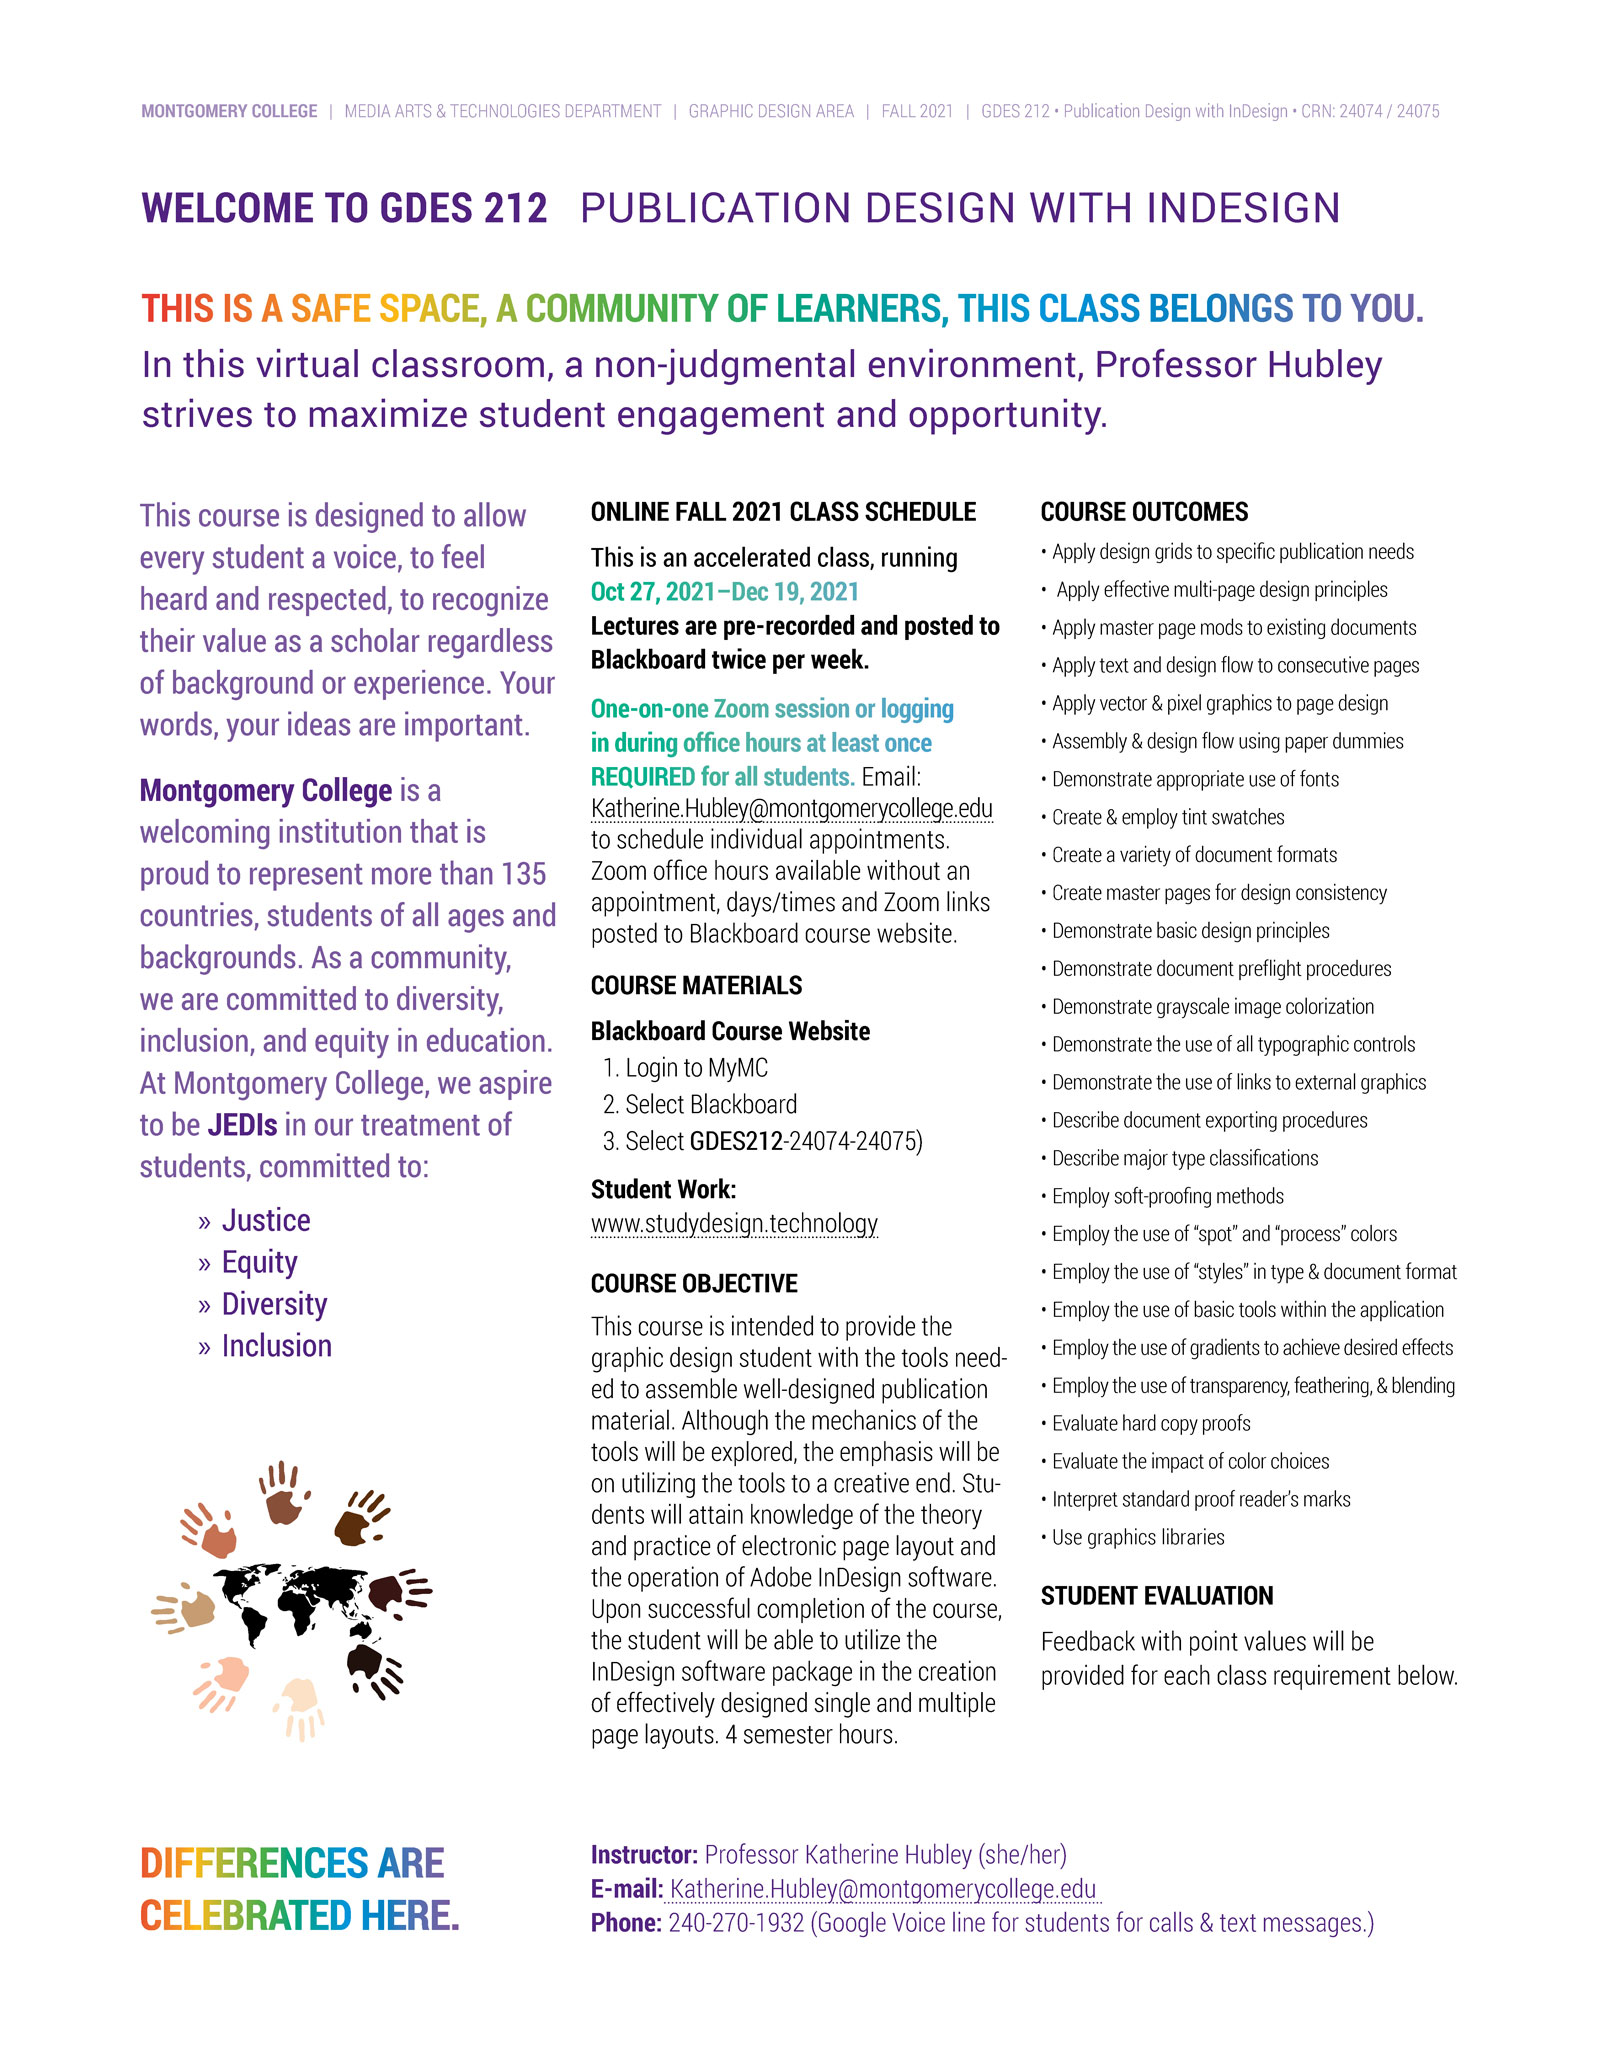 MONTGOMERY COLLEGE | MEDIA ARTS & TECHNOLOGIES DEPARTMENT | GRAPHIC DESIGN AREA | FALL 2021 | GDES 212 • Publication Design with InDesign • CRN: 24074 / 24075
WELCOME TO GDES 212 PUBLICATION DESIGN WITH INDESIGN
THIS IS A SAFE SPACE, A COMMUNITY OF LEARNERS, THIS CLASS BELONGS TO YOU.
In this virtual classroom, a non-judgmental environment, Professor Hubley
strives to maximize student engagement and opportunity.
This course is designed to allow
every student a voice, to feel
heard and respected, to recognize
their value as a scholar regardless
of background or experience. Your
words, your ideas are important.
Montgomery College is a
welcoming institution that is
proud to represent more than 135
countries, students of all ages and
backgrounds. As a community,
we are committed to diversity,
inclusion, and equity in education.
At Montgomery College, we aspire
to be JEDIs in our treatment of
students, committed to:
» Justice
» Equity
» Diversity
» Inclusion
DIFFERENCES ARE
CELEBRATED HERE.
ONLINE FALL 2021 CLASS SCHEDULE
This is an accelerated class, running
Oct 27, 2021–Dec 19, 2021
Lectures are pre-recorded and posted to
Blackboard twice per week.
One-on-one Zoom session or logging
in during office hours at least once
REQUIRED for all students. Email:
Katherine.Hubley@montgomerycollege.edu
to schedule individual appointments.
Zoom office hours available without an
appointment, days/times and Zoom links
posted to Blackboard course website.
COURSE MATERIALS
Blackboard Course Website
1. Login to MyMC
2. Select Blackboard
3. Select GDES212-24074-24075)
Student Work:
www.studydesign.technology
COURSE OBJECTIVE
This course is intended to provide the
graphic design student with the tools need-
ed to assemble well-designed publication
material. Although the mechanics of the
tools will be explored, the emphasis will be
on utilizing the tools to a creative end. Stu-
dents will attain knowledge of the theory
and practice of electronic page layout and
the operation of Adobe InDesign software.
Upon successful completion of the course,
the student will be able to utilize the
InDesign software package in the creation
of effectively designed single and multiple
page layouts. 4 semester hours.
COURSE OUTCOMES
• Apply design grids to specific publication needs
• Apply effective multi-page design principles
• Apply master page mods to existing documents
• Apply text and design flow to consecutive pages
• Apply vector & pixel graphics to page design
• Assembly & design flow using paper dummies
• Demonstrate appropriate use of fonts
• Create & employ tint swatches
• Create a variety of document formats
• Create master pages for design consistency
• Demonstrate basic design principles
• Demonstrate document preflight procedures
• Demonstrate grayscale image colorization
• Demonstrate the use of all typographic controls
• Demonstrate the use of links to external graphics
• Describe document exporting procedures
• Describe major type classifications
• Employ soft-proofing methods
• Employ the use of “spot” and “process” colors
• Employ the use of “styles” in type & document format
• Employ the use of basic tools within the application
• Employ the use of gradients to achieve desired effects
• Employ the use of transparency, feathering, & blending
• Evaluate hard copy proofs
• Evaluate the impact of color choices
• Interpret standard proof reader’s marks
• Use graphics libraries
STUDENT EVALUATION
Feedback with point values will be
provided for each class requirement below.
Instructor: Professor Katherine Hubley (she/her)
E-mail: Katherine.Hubley@montgomerycollege.edu
Phone: 240-270-1932 (Google Voice line for students for calls & text messages.)